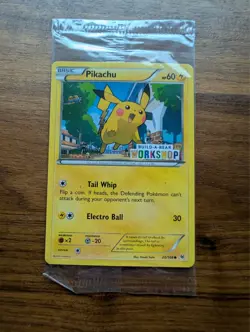 BASIC Pikachu HP60
BUILD-A-BEAR
WORKSHOP
Tail Whip
Flip a coin. If heads, the Defending Pokémon can't
attack during your opponent's next turn.
Electro Ball 30
×2 -20